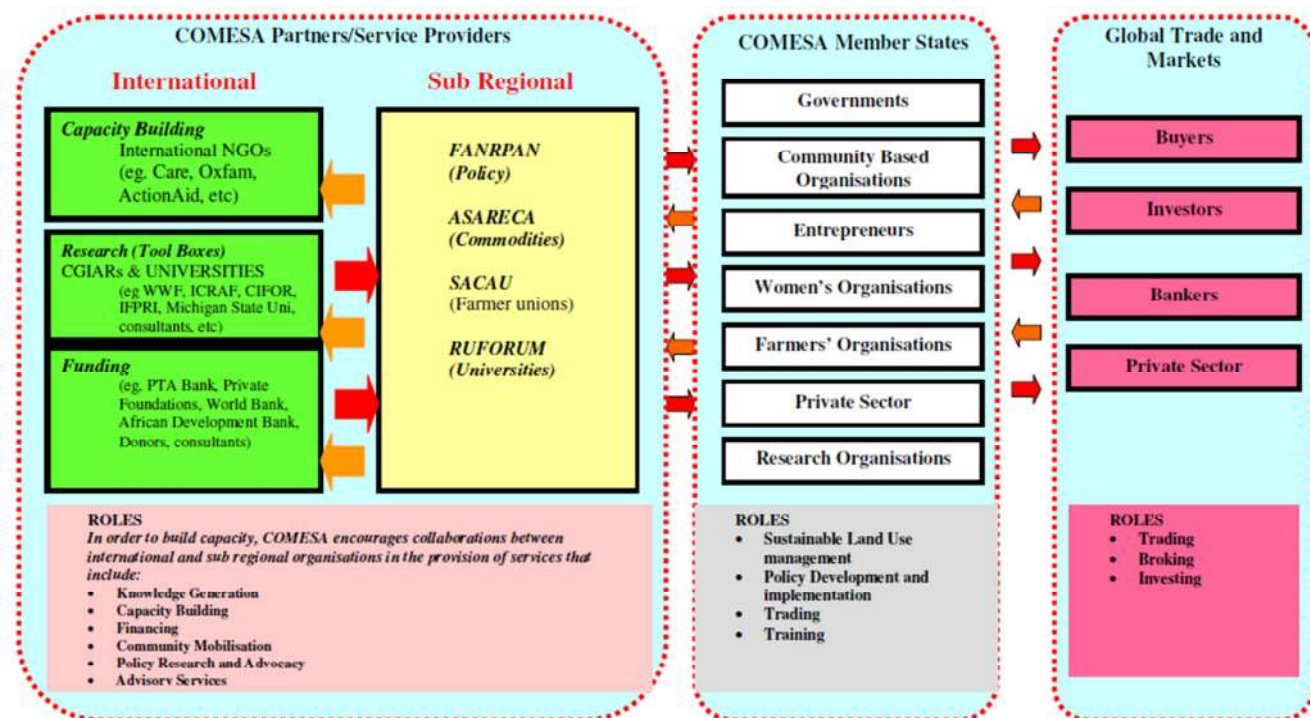 COMESA Partners/Service Providers
International
Sub Regional
Capacity Building
International NGOs
(eg. Care, Oxfam,
ActionAid, etc)
Research (Tool Boxes)
CGIARs & UNIVERSITIES
(eg WWF, ICRAF, CIFOR,
IFPRI, Michigan State Uni,
consultants, etc)
Funding
(eg. PTA Bank, Private
Foundations, World Bank,
African Development Bank,
Donors, consultants)
FANRPAN
(Policy)
ASARECA
(Commodities)
SACAU
(Farmer unions)
RUFORUM
(Universities)
ROLES
In order to build capacity, COMESA encourages collaborations between
international and sub regional organisations in the provision of services that
include:
• Knowledge Generation
• Capacity Building
• Financing
• Community Mobilisation
• Policy Research and Advocacy
• Advisory Services
COMESA Member States
Governments
Community Based
Organisations
Entrepreneurs
Women's Organisations
Farmers' Organisations
Private Sector
Research Organisations
ROLES
• Sustainable Land Use
management
• Policy Development and
implementation
• Trading
• Training
Global Trade and
Markets
Buyers
Investors
Bankers
Private Sector
ROLES
• Trading
• Broking
• Investing